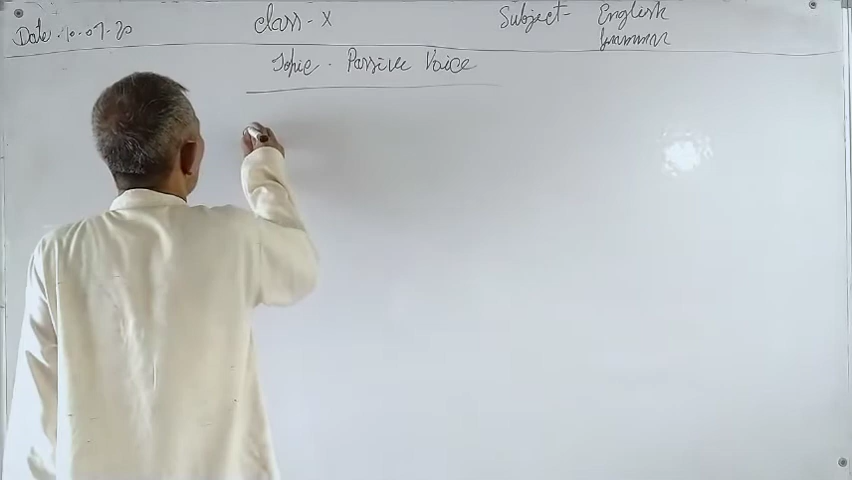 Date: 10-07-20
Class - X
Subject - English
Grammar
Topic - Passive Voice